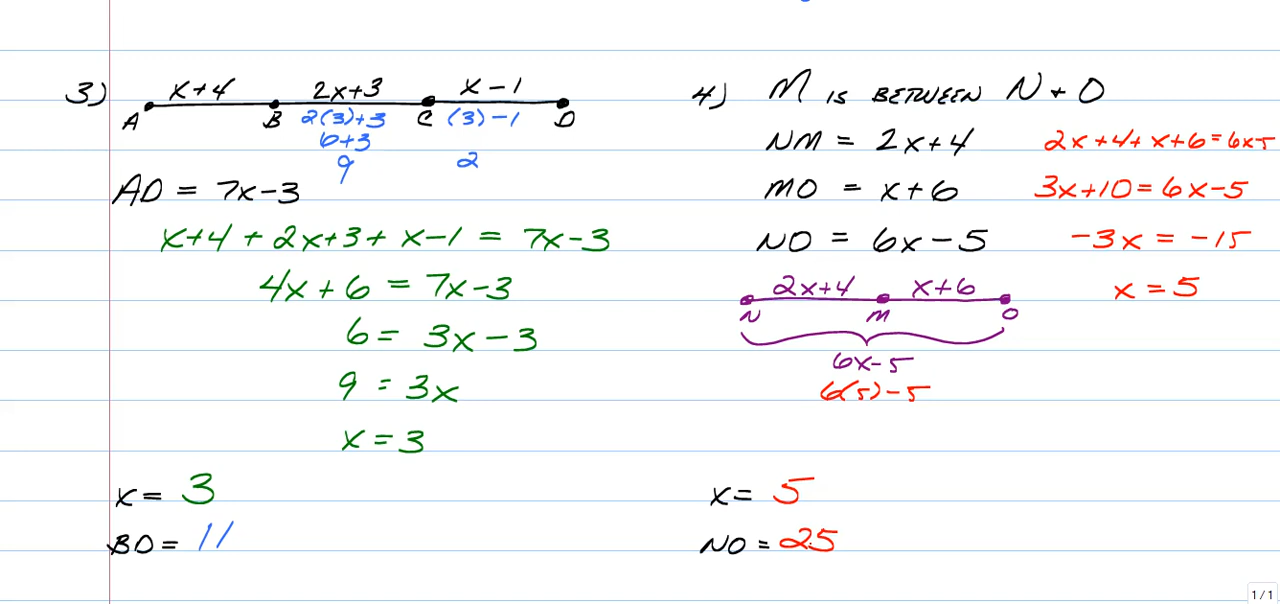 3) x+4 2x+3 x-1
A B C D
2(3)+3 (3)-1
6+3
9 2
AD = 7x-3
x+4 + 2x+3 + x-1 = 7x-3
4x+6 = 7x-3
6 = 3x-3
9 = 3x
x = 3
x = 3
BD = 11
4) M IS BETWEEN N + O
NM = 2x+4
MO = x+6
NO = 6x-5
2x+4 x+6
N M O
6x-5
6(5)-5
2x+4+x+6=6x-5
3x+10=6x-5
-3x = -15
x = 5
x = 5
NO = 25
1 / 1